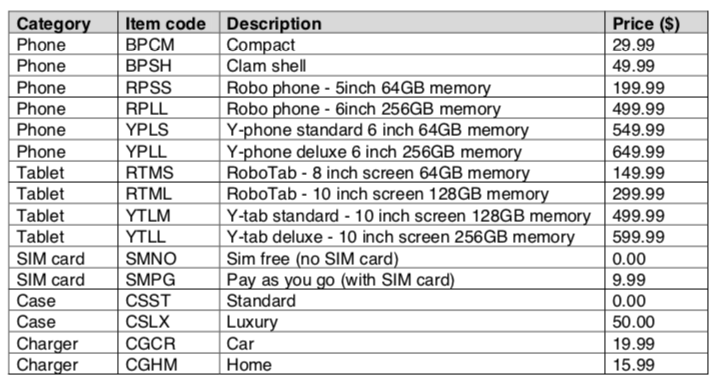 Category Item code Description Price ($)
Phone BPCM Compact 29.99
Phone BPSH Clam shell 49.99
Phone RPSS Robo phone - 5inch 64GB memory 199.99
Phone RPLL Robo phone - 6inch 256GB memory 499.99
Phone YPLS Y-phone standard 6 inch 64GB memory 549.99
Phone YPLL Y-phone deluxe 6 inch 256GB memory 649.99
Tablet RTMS RoboTab - 8 inch screen 64GB memory 149.99
Tablet RTML RoboTab - 10 inch screen 128GB memory 299.99
Tablet YTLM Y-tab standard - 10 inch screen 128GB memory 499.99
Tablet YTLL Y-tab deluxe - 10 inch screen 256GB memory 599.99
SIM card SMNO Sim free (no SIM card) 0.00
SIM card SMPG Pay as you go (with SIM card) 9.99
Case CSST Standard 0.00
Case CSLX Luxury 50.00
Charger CGCR Car 19.99
Charger CGHM Home 15.99